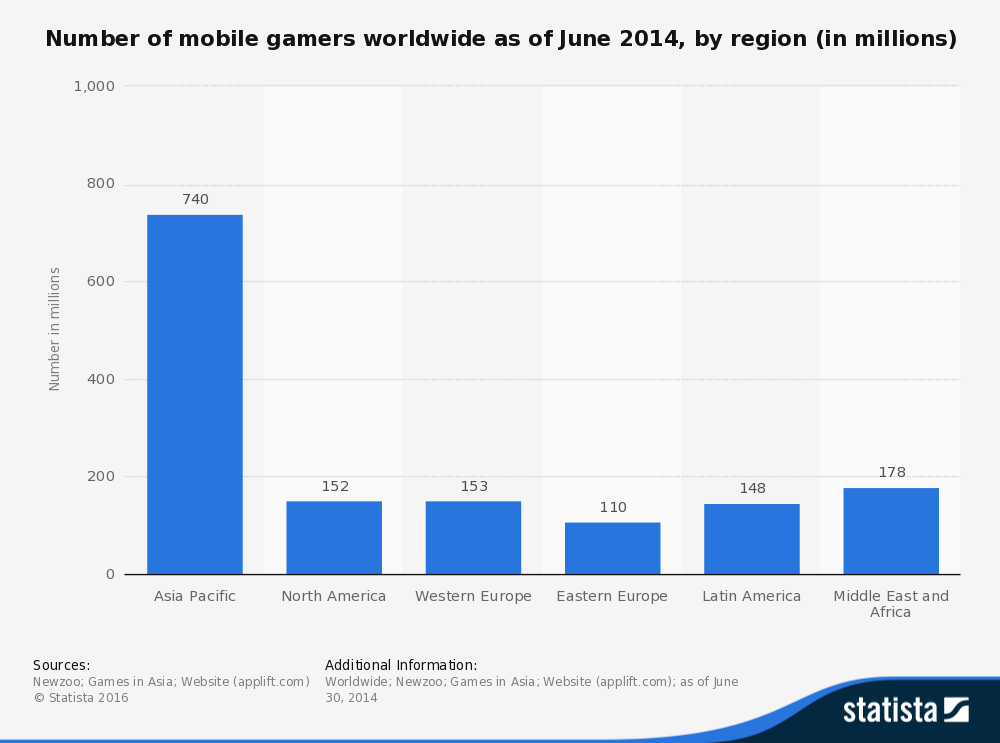 Number of mobile gamers worldwide as of June 2014, by region (in millions)
Number in millions
1,000
800
600
400
200
0
740
152
153
110
148
178
Asia Pacific
North America
Western Europe
Eastern Europe
Latin America
Middle East and
Africa
Sources:
Newzoo; Games in Asia; Website (applift.com)
© Statista 2016
Additional Information:
Worldwide; Newzoo; Games in Asia; Website (applift.com); as of June
30, 2014
statista